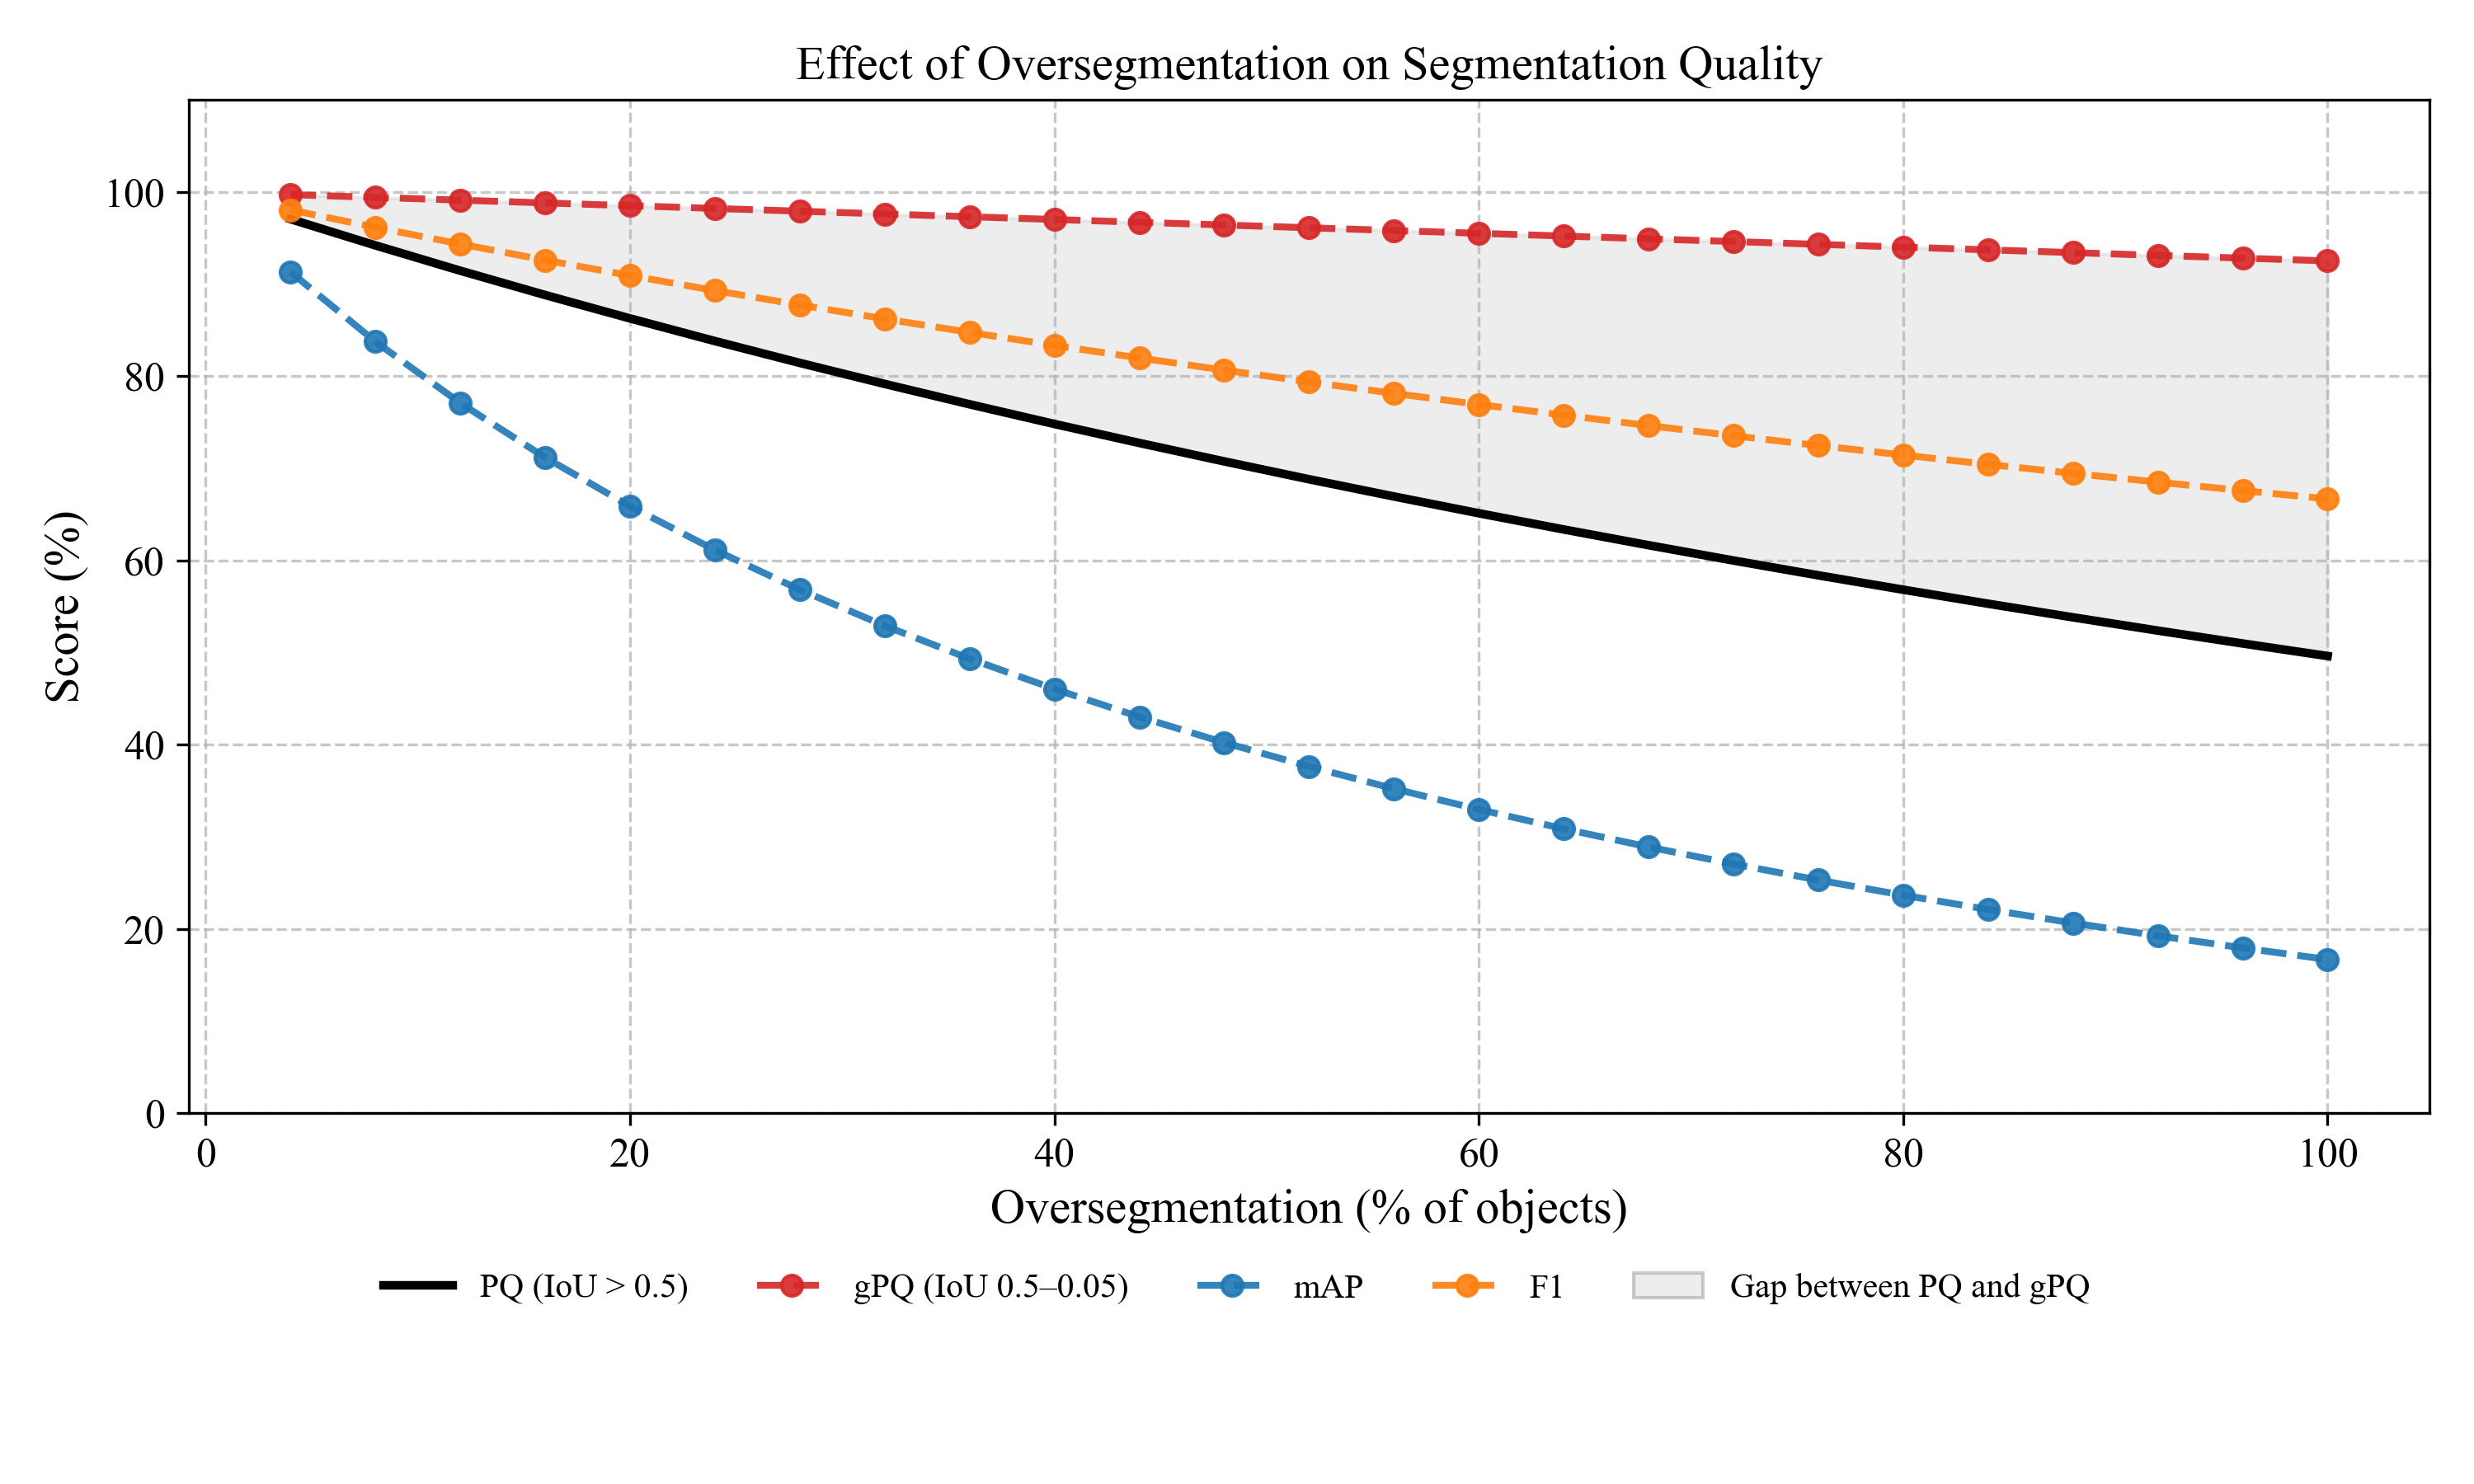 Effect of Oversegmentation on Segmentation Quality
Score (%)
100
80
60
40
20
0
0 20 40 60 80 100
Oversegmentation (% of objects)
PQ (IoU > 0.5) gPQ (IoU 0.5–0.05) mAP F1 Gap between PQ and gPQ